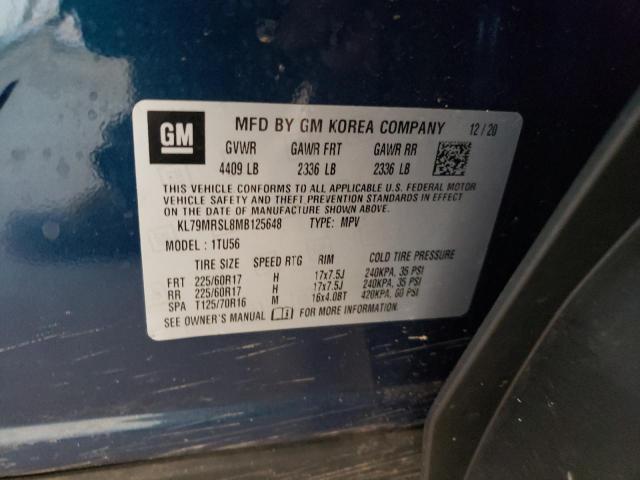 GM
MFD BY GM KOREA COMPANY 12/20
GVWR GAWR FRT GAWR RR
4409 LB 2336 LB 2336 LB
THIS VEHICLE CONFORMS TO ALL APPLICABLE U.S. FEDERAL MOTOR
VEHICLE SAFETY AND THEFT PREVENTION STANDARDS IN EFFECT
ON THE DATE OF MANUFACTURE SHOWN ABOVE.
KL79MRSL8MB125648 TYPE: MPV
MODEL : 1TU56
TIRE SIZE SPEED RTG RIM COLD TIRE PRESSURE
FRT 225/60R17 H 17x7.5J 240KPA, 35 PSI
RR 225/60R17 H 17x7.5J 240KPA, 35 PSI
SPA T125/70R16 M 16x4.0BT 420KPA, 60 PSI
SEE OWNER'S MANUAL FOR MORE INFORMATION